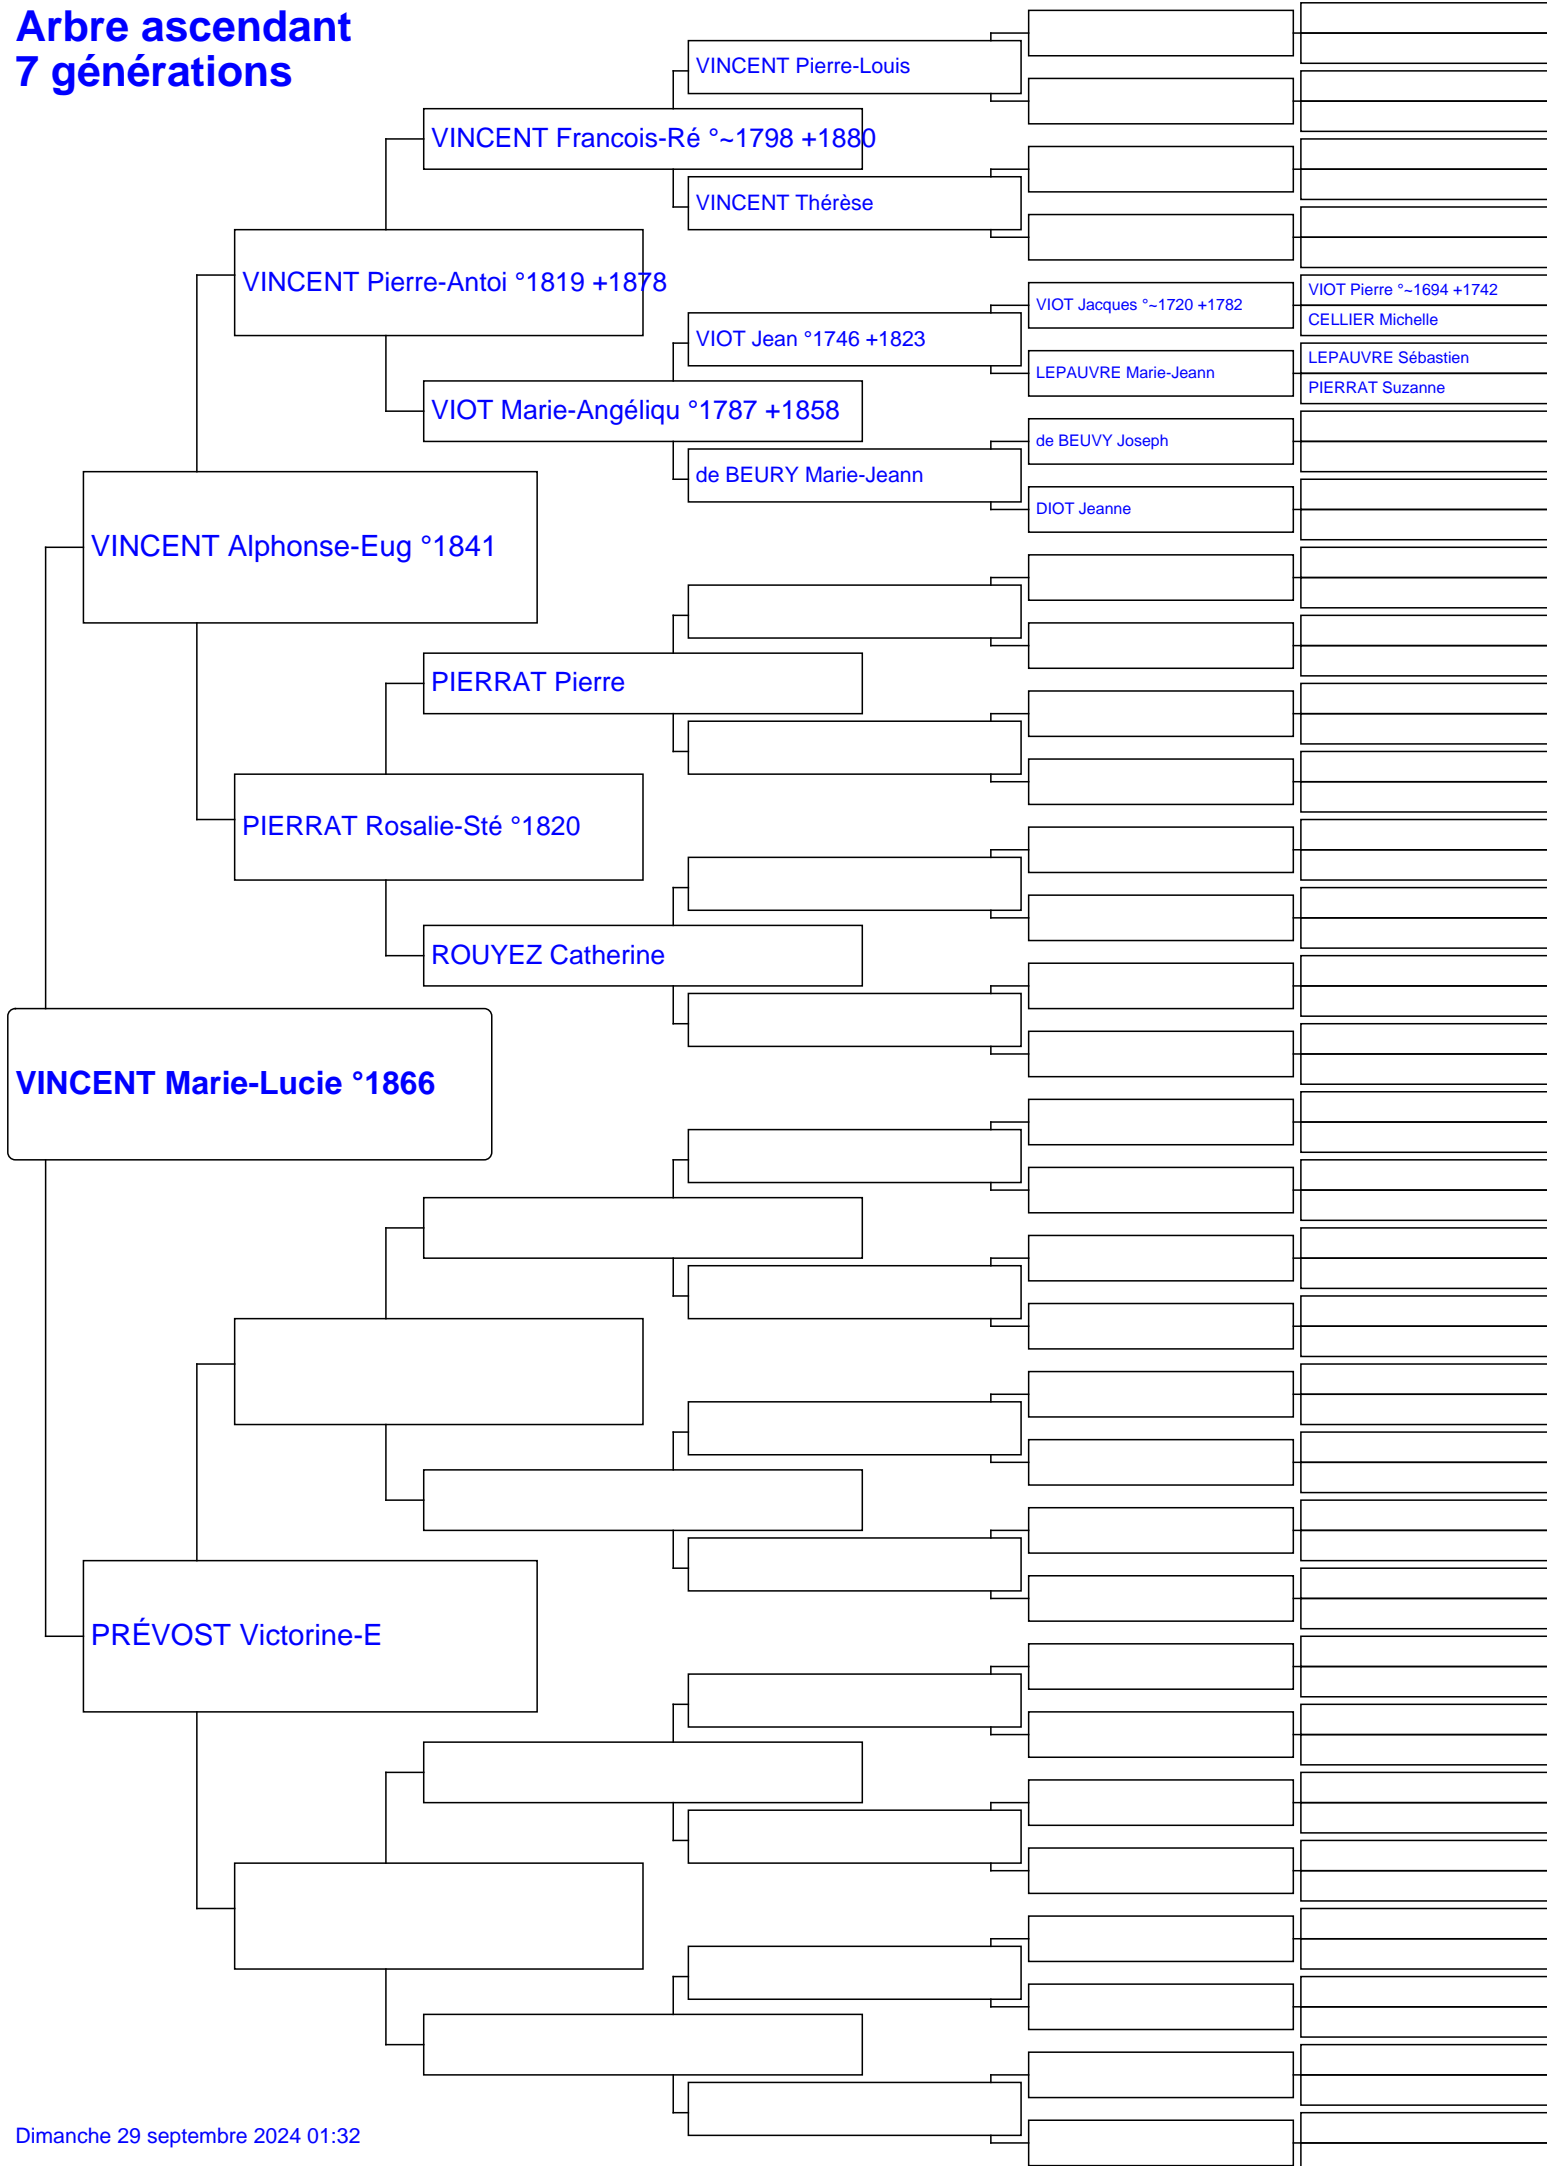 Arbre ascendant
7 générations
VINCENT Pierre-Louis
VINCENT Francois-Ré °~1798 +1880
VINCENT Thérèse
VINCENT Pierre-Antoi °1819 +1878
VIOT Pierre °~1694 +1742
VIOT Jacques °~1720 +1782
CELLIER Michelle
VIOT Jean °1746 +1823
LEPAUVRE Sébastien
LEPAUVRE Marie-Jeann
PIERRAT Suzanne
VIOT Marie-Angéliqu °1787 +1858
de BEUVY Joseph
de BEURY Marie-Jeann
DIOT Jeanne
VINCENT Alphonse-Eug °1841
PIERRAT Pierre
PIERRAT Rosalie-Sté °1820
ROUYEZ Catherine
VINCENT Marie-Lucie °1866
PRÉVOST Victorine-E
Dimanche 29 septembre 2024 01:32